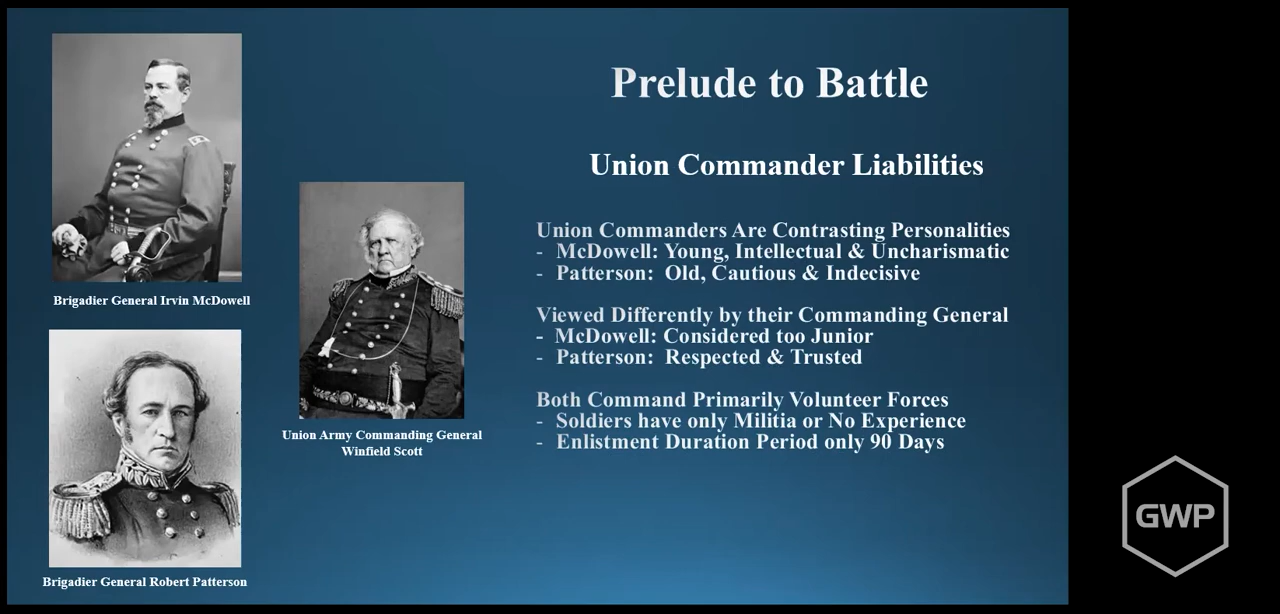 Prelude to Battle
Union Commander Liabilities
Union Commanders Are Contrasting Personalities
- McDowell: Young, Intellectual & Uncharismatic
- Patterson: Old, Cautious & Indecisive
Viewed Differently by their Commanding General
- McDowell: Considered too Junior
- Patterson: Respected & Trusted
Both Command Primarily Volunteer Forces
- Soldiers have only Militia or No Experience
- Enlistment Duration Period only 90 Days
Brigadier General Irvin McDowell
Union Army Commanding General
Winfield Scott
Brigadier General Robert Patterson
GWP